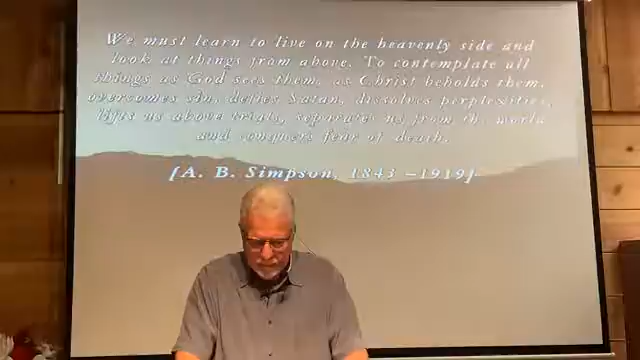 We must learn to live on the heavenly side and
look at things from above. To contemplate all
things as God sees them, as Christ beholds them,
overcomes sin, defies Satan, dissolves perplexities,
lifts us above trials, separates us from the world
and conquers fear of death.
[A. B. Simpson, 1843 –1919]